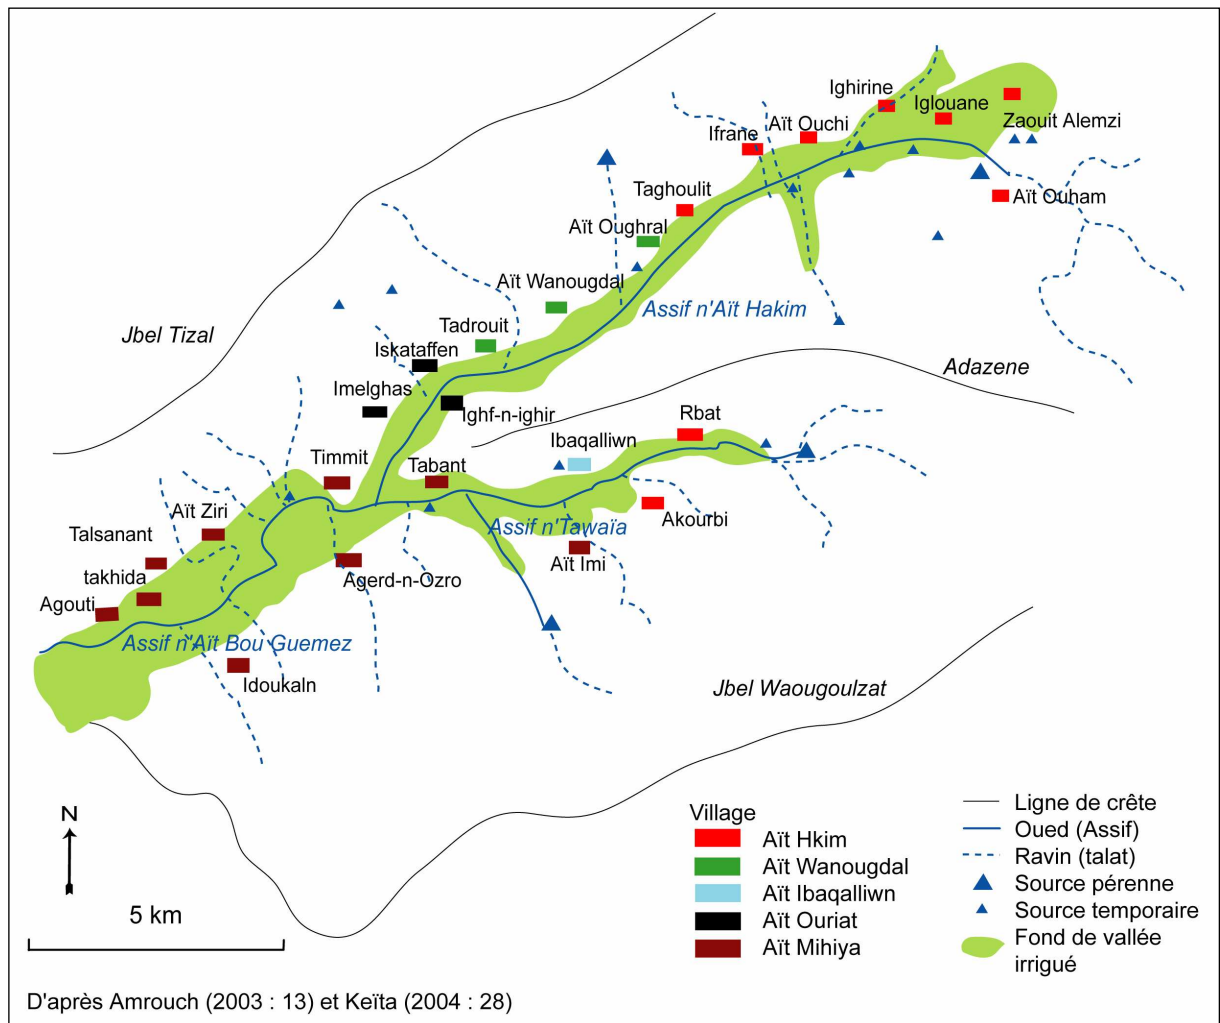 Ighirine
Iglouane
Zaouit Alemzi
Aït Ouchi
Ifrane
Taghoulit
Aït Ouham
Aït Oughral
Aït Wanougdal
Assif n'Aït Hakim
Jbel Tizal
Tadrouit
Iskataffen
Adazene
Imelghas
Ighf-n-ighir
Rbat
Ibaqalliwn
Timmit
Tabant
Aït Ziri
Akourbi
Assif n'Tawaïa
Talsanant
Aït Imi
takhida
Agerd-n-Ozro
Agouti
Assif n'Aït Bou Guemez
Idoukaln
Jbel Waougoulzat
N
5 km
Village
Aït Hkim
Aït Wanougdal
Aït Ibaqalliwn
Aït Ouriat
Aït Mihiya
Ligne de crête
Oued (Assif)
Ravin (talat)
Source pérenne
Source temporaire
Fond de vallée
irrigué
D'après Amrouch (2003 : 13) et Keïta (2004 : 28)